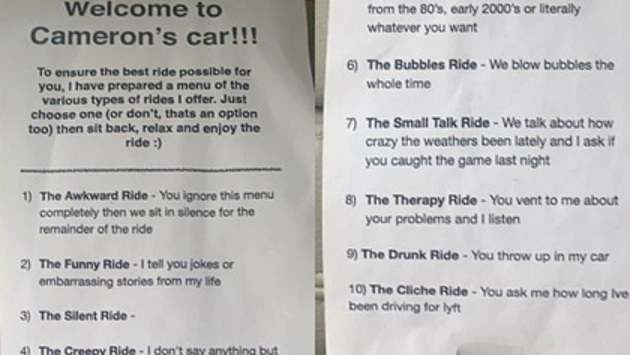 Welcome to
Cameron's car!!!
To ensure the best ride possible for
you, I have prepared a menu of the
various types of rides I offer. Just
choose one (or don't, thats an option
too) then sit back, relax and enjoy the
ride :)
1) The Awkward Ride - You ignore this menu
completely then we sit in silence for the
remainder of the ride
2) The Funny Ride - I tell you jokes or
embarrassing stories from my life
3) The Silent Ride -
4) The Creepy Ride - I don't say anything but
from the 80's, early 2000's or literally
whatever you want
6) The Bubbles Ride - We blow bubbles the
whole time
7) The Small Talk Ride - We talk about how
crazy the weathers been lately and I ask if
you caught the game last night
8) The Therapy Ride - You vent to me about
your problems and I listen
9) The Drunk Ride - You throw up in my car
10) The Cliche Ride - You ask me how long Ive
been driving for lyft